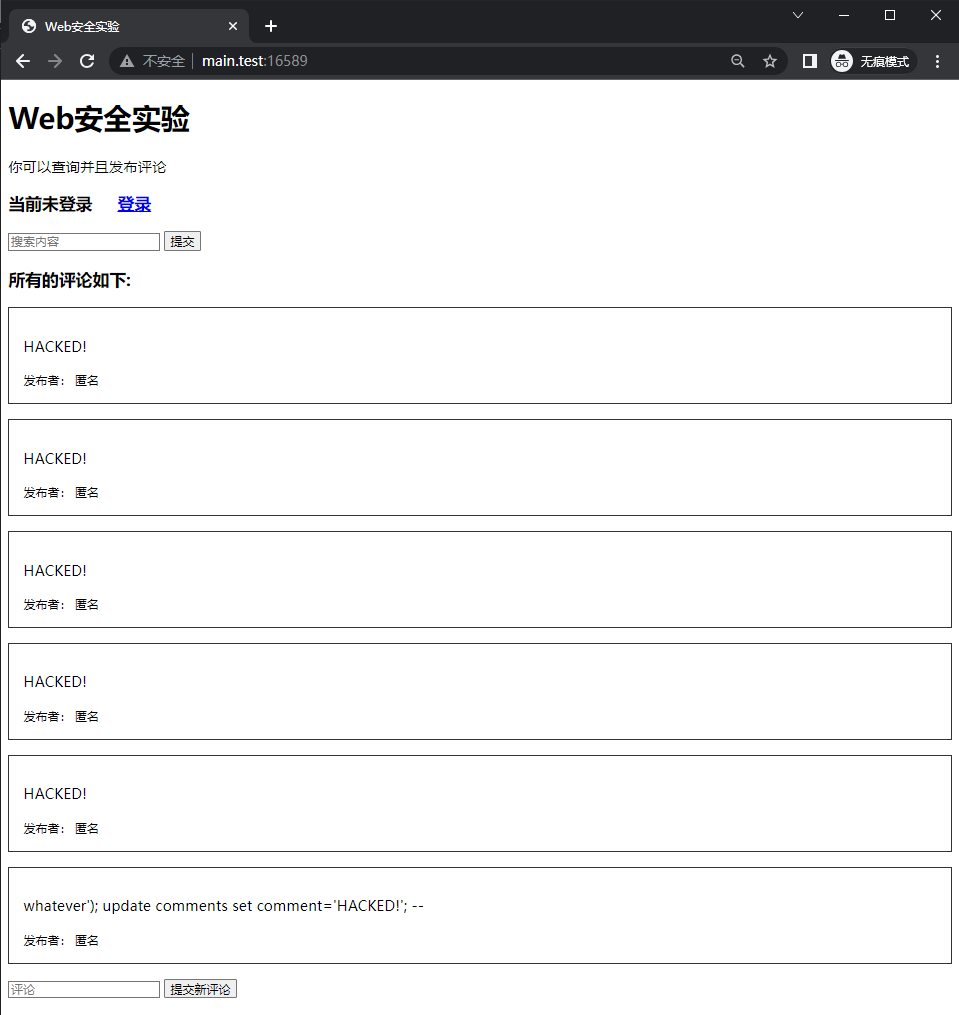 Web安全实验
不安全 main.test:16589 无痕模式
Web安全实验
你可以查询并且发布评论
当前未登录 登录
搜索内容 提交
所有的评论如下:
HACKED!
发布者： 匿名
HACKED!
发布者： 匿名
HACKED!
发布者： 匿名
HACKED!
发布者： 匿名
HACKED!
发布者： 匿名
whatever'); update comments set comment='HACKED!'; --
发布者： 匿名
评论 提交新评论